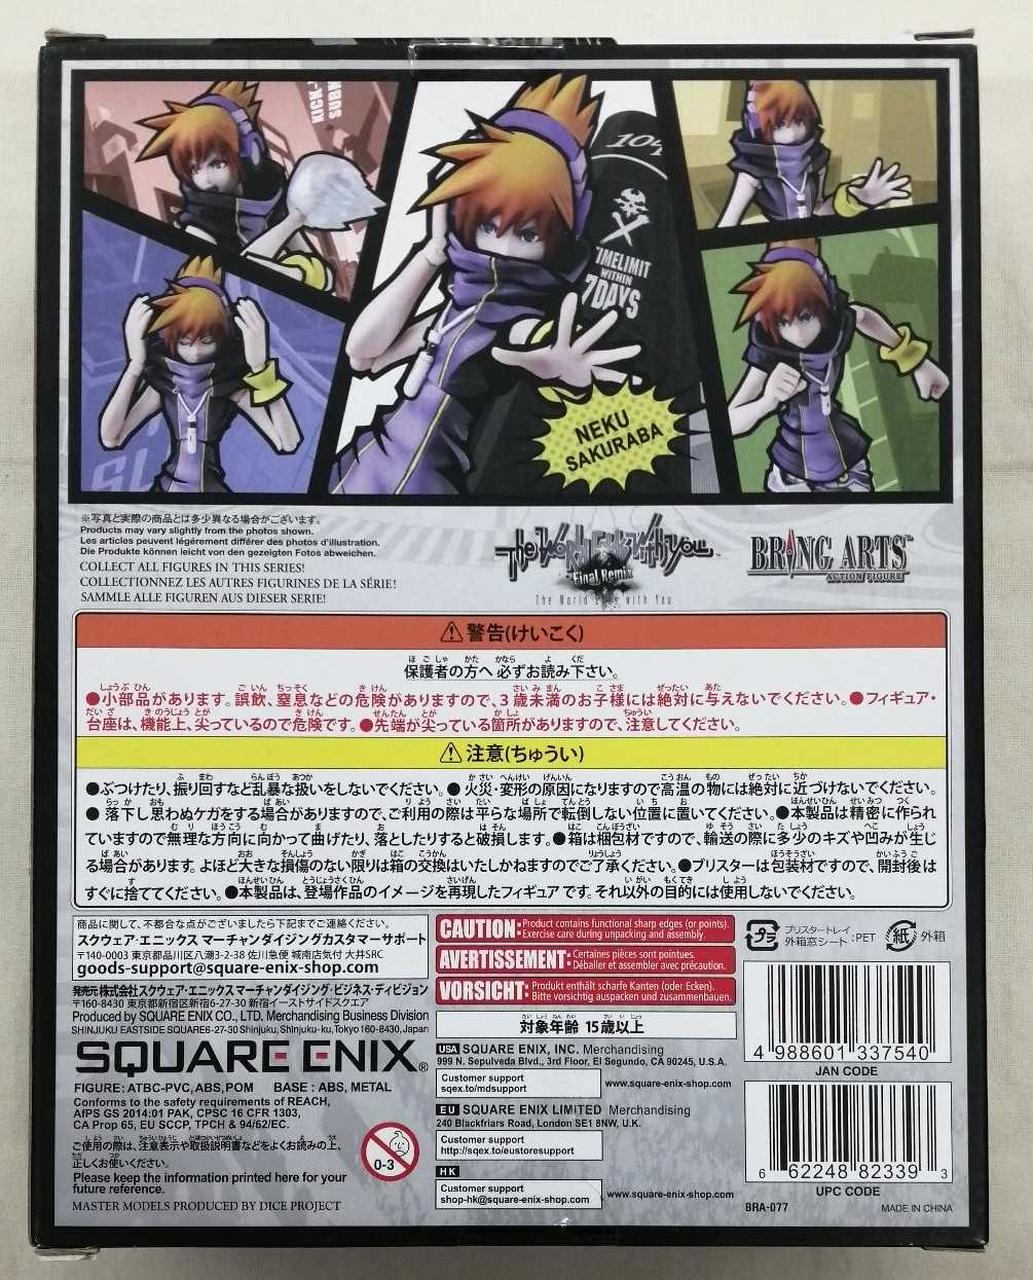 KICK-
SUBW
104
TIMELIMIT
WITHIN
7DAYS
NEKU
SAKURABA
※写真と実際の商品とは多少異なる場合がございます。
Products may vary slightly from the photos shown.
Les articles peuvent légèrement différer des photos d'illustration.
Die Produkte können leicht von den gezeigten Fotos abweichen.
COLLECT ALL FIGURES IN THIS SERIES!
COLLECTIONNEZ LES AUTRES FIGURINES DE LA SÉRIE!
SAMMLE ALLE FIGUREN AUS DIESER SERIE!
The World Ends with You™
Final Remix
The World Ends with You
BRING ARTS™
ACTION FIGURE
⚠警告(けいこく)
保護者の方へ必ずお読み下さい。
●小部品があります。誤飲、窒息などの危険がありますので、3歳未満のお子様には絶対に与えないでください。●フィギュア・
台座は、機能上、尖っているので危険です。●先端が尖っている箇所がありますので、注意してください。
⚠注意(ちゅうい)
●ぶつけたり、振り回すなど乱暴な扱いをしないでください。●火災・変形の原因になりますので高温の物には絶対に近づけないでください。
●落下し思わぬケガをする場合がありますので、ご利用の際は平らな場所で転倒しない位置に置いてください。●本製品は精密に作られ
ていますので無理な方向に向かって曲げたり、落としたりすると破損します。●箱は梱包材ですので、輸送の際に多少のキズや凹みが生じ
る場合があります。よほど大きな損傷のない限りは箱の交換はいたしかねますのでご了承ください。●ブリスターは包装材ですので、開封後は
すぐに捨ててください。●本製品は、登場作品のイメージを再現したフィギュアです。それ以外の目的には使用しないでください。
商品に関して、不都合な点がございましたら下記までご連絡ください。
スクウェア・エニックス マーチャンダイジングカスタマーサポート
〒140-0003 東京都品川区八潮3-2-38 佐川急便 城南店気付 大井SRC
goods-support@square-enix-shop.com
発売元 株式会社スクウェア・エニックス マーチャンダイジング・ビジネス・ディビジョン
〒160-8430 東京都新宿区新宿6-27-30 新宿イーストサイドスクエア
Produced by SQUARE ENIX CO., LTD. Merchandising Business Division
SHINJUKU EASTSIDE SQUARE6-27-30 Shinjuku, Shinjuku-ku, Tokyo 160-8430, Japan
SQUARE ENIX®
FIGURE: ATBC-PVC, ABS, POM BASE : ABS, METAL
Conforms to the safety requirements of REACH,
AfPS GS 2014:01 PAK, CPSC 16 CFR 1303,
CA Prop 65, EU SCCP, TPCH & 94/62/EC.
ご使用の際は、注意表示や取扱説明書などをよくお読みの上、
正しくお使いください。
Please keep the information printed here for your
future reference.
MASTER MODELS PRODUCED BY DICE PROJECT
0-3
CAUTION: Product contains functional sharp edges (or points).
Exercise care during unpacking and assembly.
AVERTISSEMENT: Certaines pièces sont pointues.
Déballer et assembler avec précaution.
VORSICHT: Produkt enthält scharfe Kanten (oder Ecken).
Bitte vorsichtig auspacken und zusammenbauen.
対象年齢 15歳以上
USA SQUARE ENIX, INC. Merchandising
999 N. Sepulveda Blvd., 3rd Floor, El Segundo, CA 90245, U.S.A.
Customer support
sqex.to/mdsupport
www.square-enix-shop.com
EU SQUARE ENIX LIMITED Merchandising
240 Blackfriars Road, London SE1 8NW, U.K.
Customer support
http://sqex.to/eustoresupport
HK
Customer support
shop-hk@square-enix-shop.com
www.square-enix-shop.com
プラ
ブリスタートレイ
外箱窓シート :PET
紙
外箱
4 988601 337540
JAN CODE
6 62248 82339 3
UPC CODE
BRA-077
MADE IN CHINA